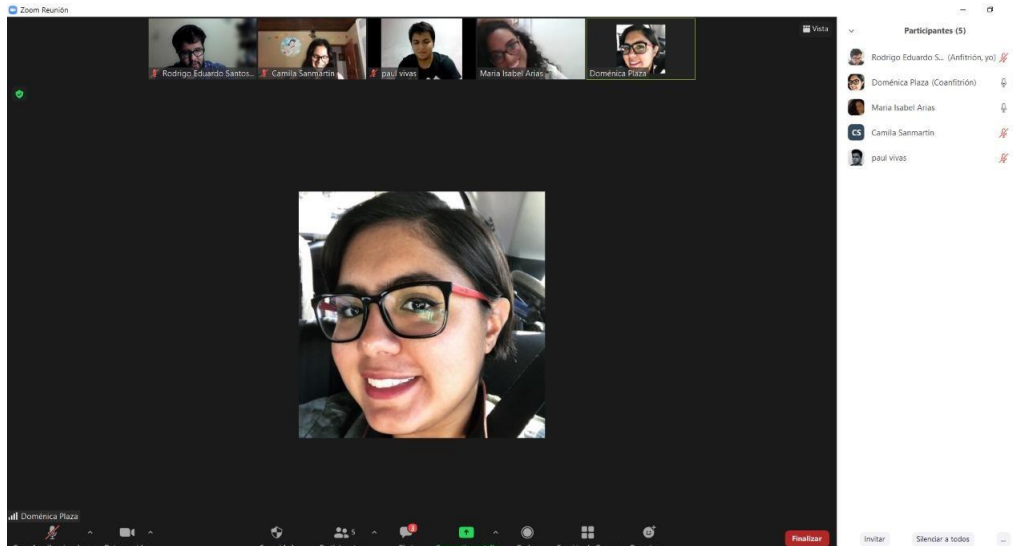 Zoom Reunión
Vista
Rodrigo Eduardo Santos...
Camila Sanmartin
paul vivas
Maria Isabel Arias
Doménica Plaza
Participantes (5)
Rodrigo Eduardo S... (Anfitrión, yo)
Doménica Plaza (Coanfitrión)
Maria Isabel Arias
CS
Camila Sanmartin
paul vivas
Doménica Plaza
5
3
Finalizar
Invitar
Silenciar a todos
...